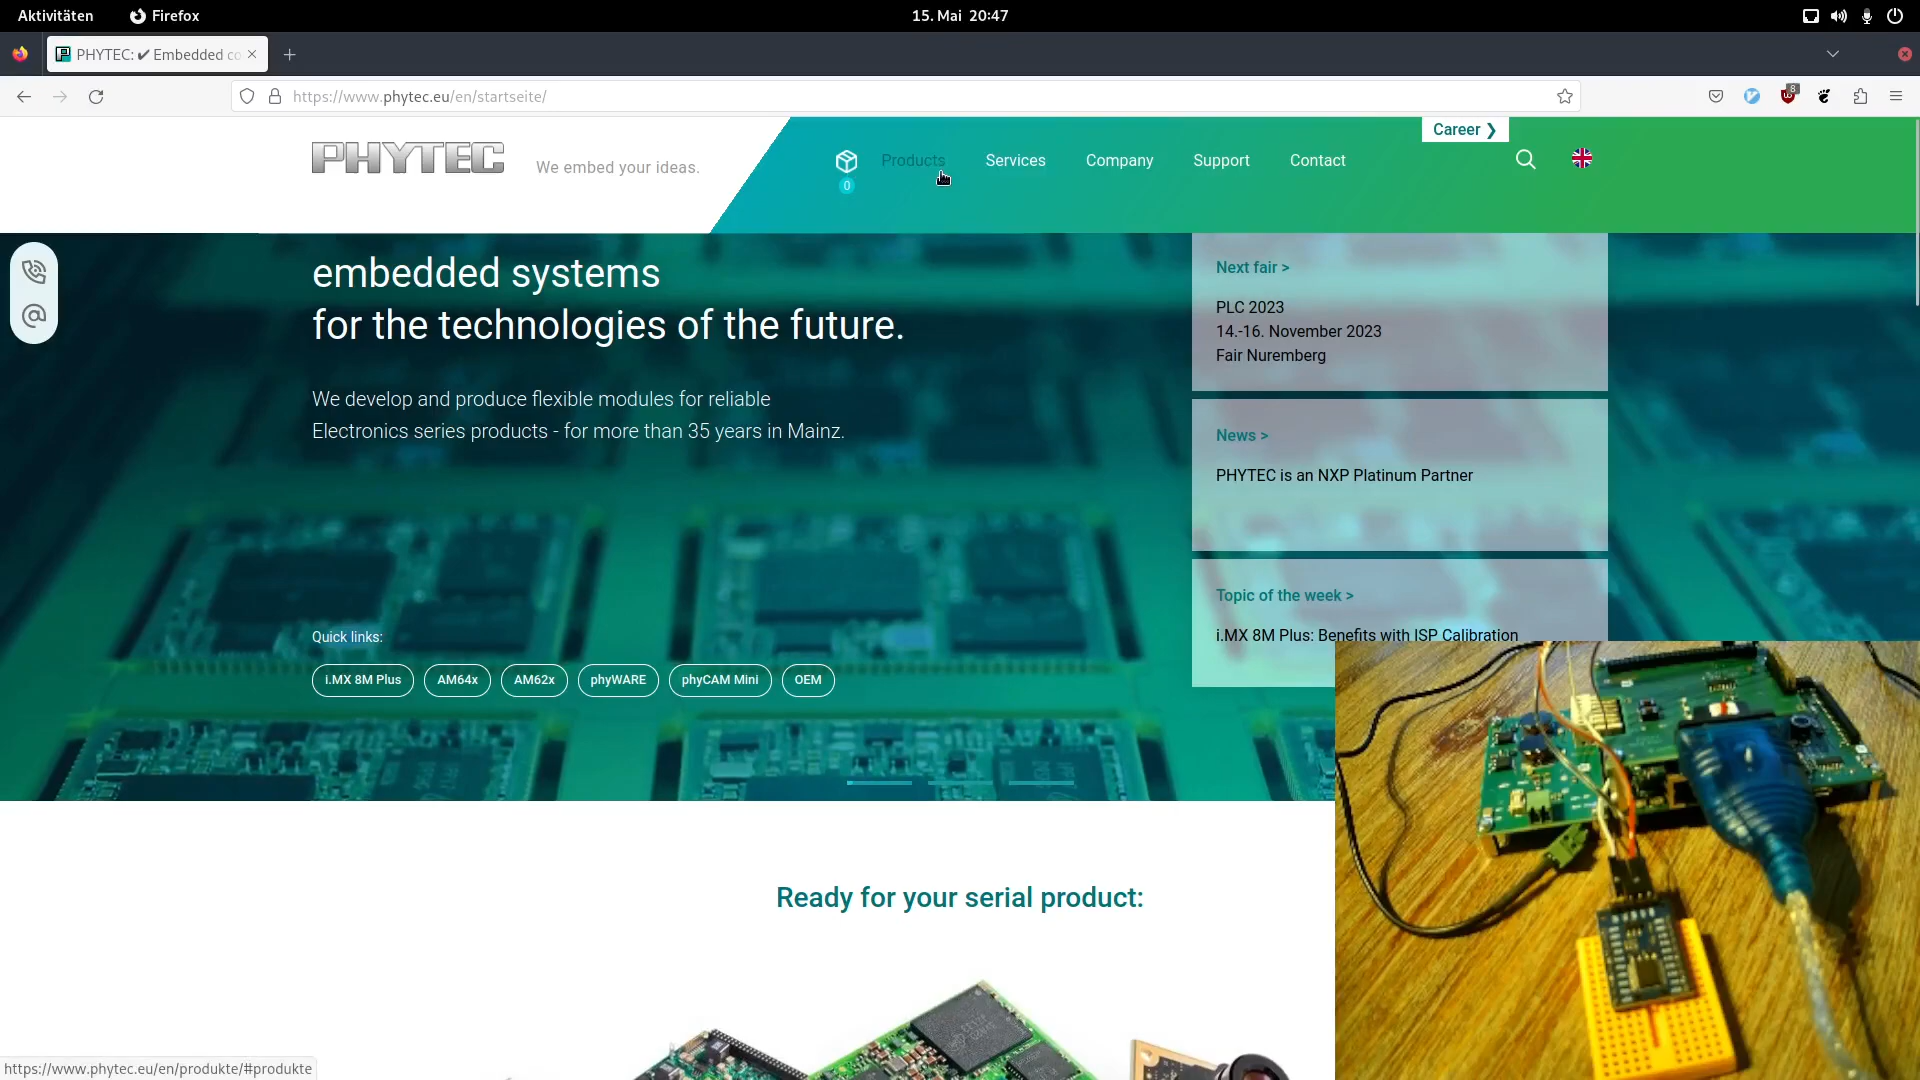 Aktivitäten
Firefox
15. Mai 20:47
PHYTEC: ✔ Embedded co
https://www.phytec.eu/en/startseite/
8
Career ❯
PHYTEC
We embed your ideas.
0
Products
Services
Company
Support
Contact
embedded systems
for the technologies of the future.
We develop and produce flexible modules for reliable
Electronics series products - for more than 35 years in Mainz.
Quick links:
i.MX 8M Plus
AM64x
AM62x
phyWARE
phyCAM Mini
OEM
Next fair >
PLC 2023
14.-16. November 2023
Fair Nuremberg
News >
PHYTEC is an NXP Platinum Partner
Topic of the week >
i.MX 8M Plus: Benefits with ISP Calibration
Ready for your serial product:
https://www.phytec.eu/en/produkte/#produkte